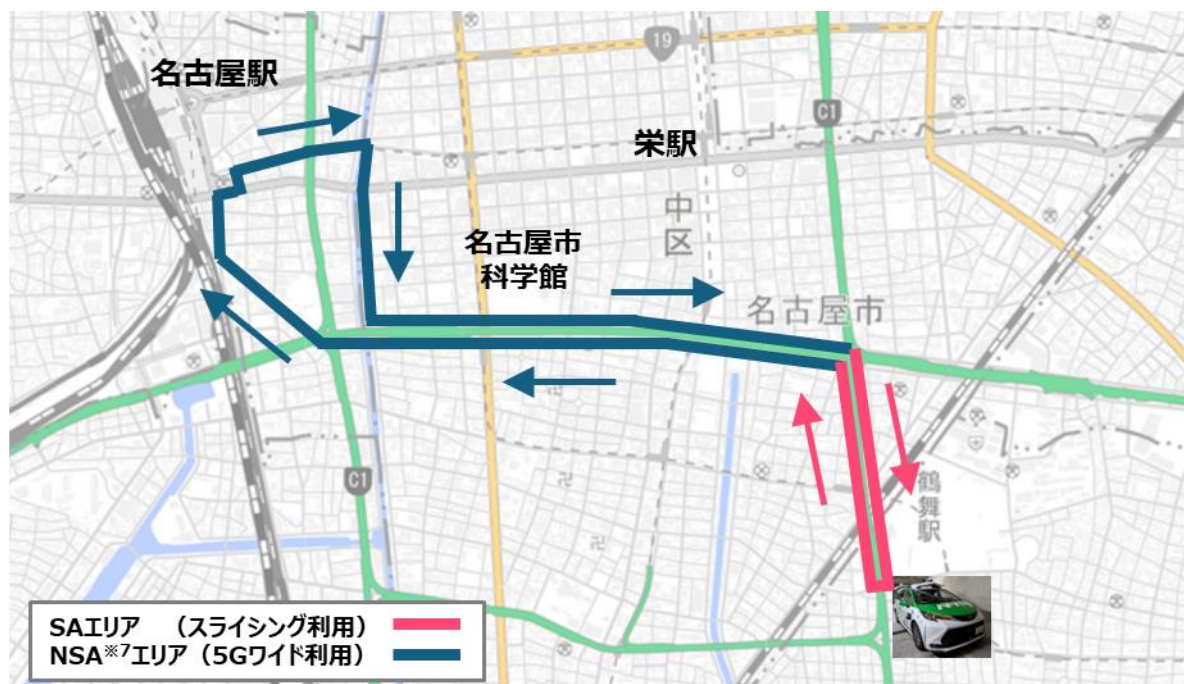 19
名古屋駅
C1
栄駅
中区
名古屋市
科学館
名古屋市
鶴舞駅
C1
SAエリア （スライシング利用）
NSA※7エリア（5Gワイド利用）